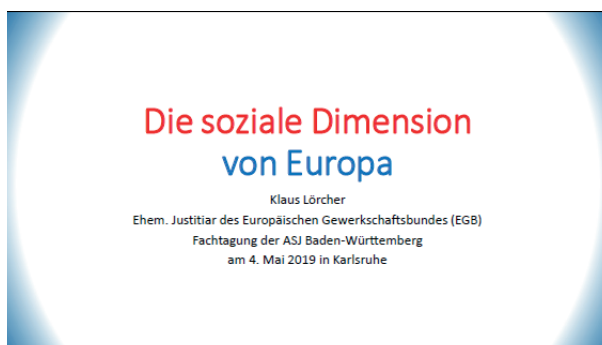 Die soziale Dimension
von Europa
Klaus Lörcher
Ehem. Justitiar des Europäischen Gewerkschaftsbundes (EGB)
Fachtagung der ASJ Baden-Württemberg
am 4. Mai 2019 in Karlsruhe